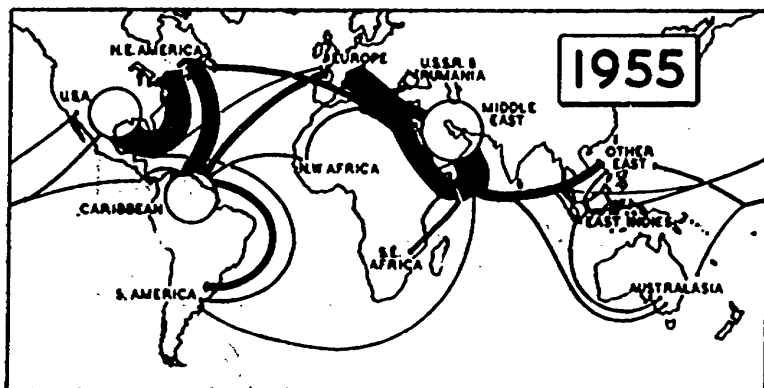 N.E. AMERICA
EUROPE
U.S.S.R. &
RUMANIA
1955
U.S.A.
MIDDLE
EAST
OTHER
EAST
N.W. AFRICA
CARIBBEAN
EAST INDIES
S.E.
AFRICA
S. AMERICA
AUSTRALASIA